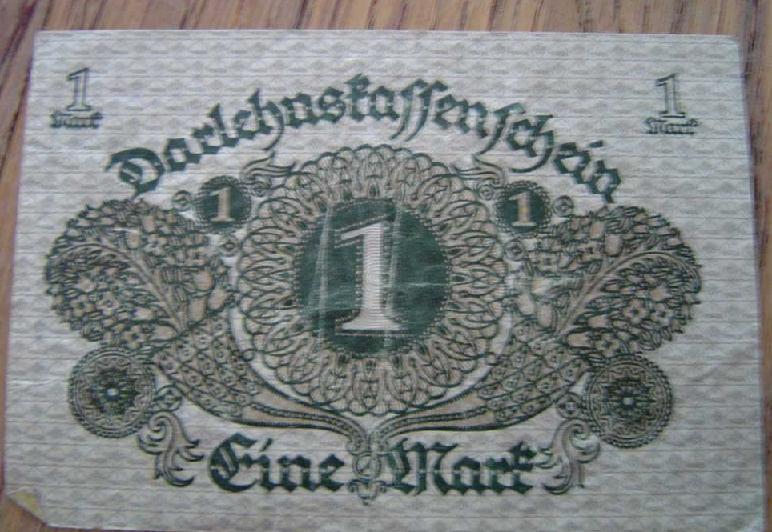 1 1
Mark Mark
Darlehnskassenschein
1 1
1
Eine Mark